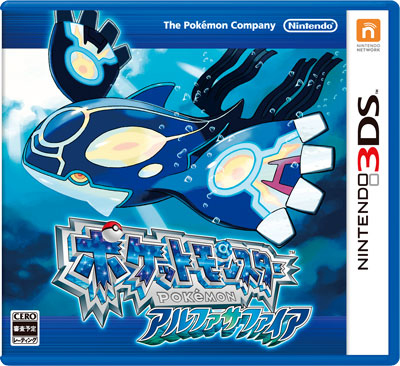 The Pokémon Company
Nintendo
NINTENDO
NETWORK
NINTENDO 3DS
ポケットモンスター
POKéMON
アルファサファイア
CERO
審査予定
レーティング